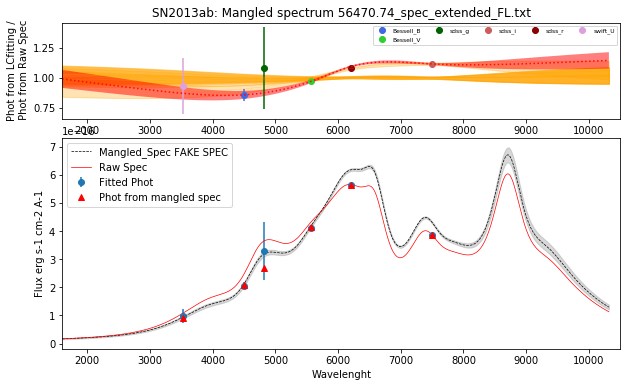 SN2013ab: Mangled spectrum 56470.74_spec_extended_FL.txt
Phot from LCfitting /
Phot from Raw Spec
1.25
1.00
0.75
Bessell_B
Bessell_V
sdss_g
sdss_i
sdss_r
swift_U
2000 3000 4000 5000 6000 7000 8000 9000 10000
1e−16
Flux erg s-1 cm-2 A-1
7
6
5
4
3
2
1
0
Mangled_Spec FAKE SPEC
Raw Spec
Fitted Phot
Phot from mangled spec
2000 3000 4000 5000 6000 7000 8000 9000 10000
Wavelenght